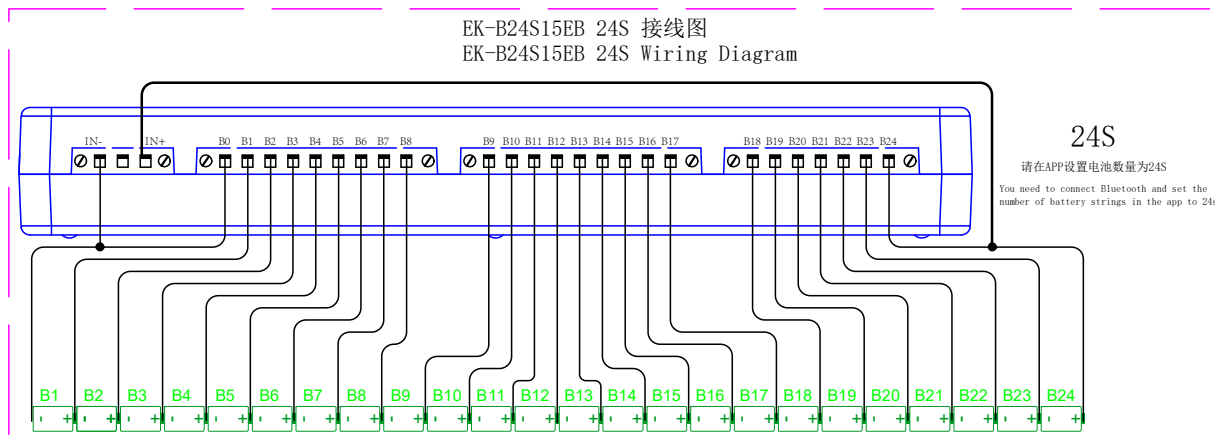 EK-B24S15EB 24S 接线图
EK-B24S15EB 24S Wiring Diagram
IN- IN+ B0 B1 B2 B3 B4 B5 B6 B7 B8 B9 B10 B11 B12 B13 B14 B15 B16 B17 B18 B19 B20 B21 B22 B23 B24
24S
请在APP设置电池数量为24S
You need to connect Bluetooth and set the
number of battery strings in the app to 24s
B1 B2 B3 B4 B5 B6 B7 B8 B9 B10 B11 B12 B13 B14 B15 B16 B17 B18 B19 B20 B21 B22 B23 B24
- + - + - + - + - + - + - + - + - + - + - + - + - + - + - + - + - + - + - + - + - + - + - + - +